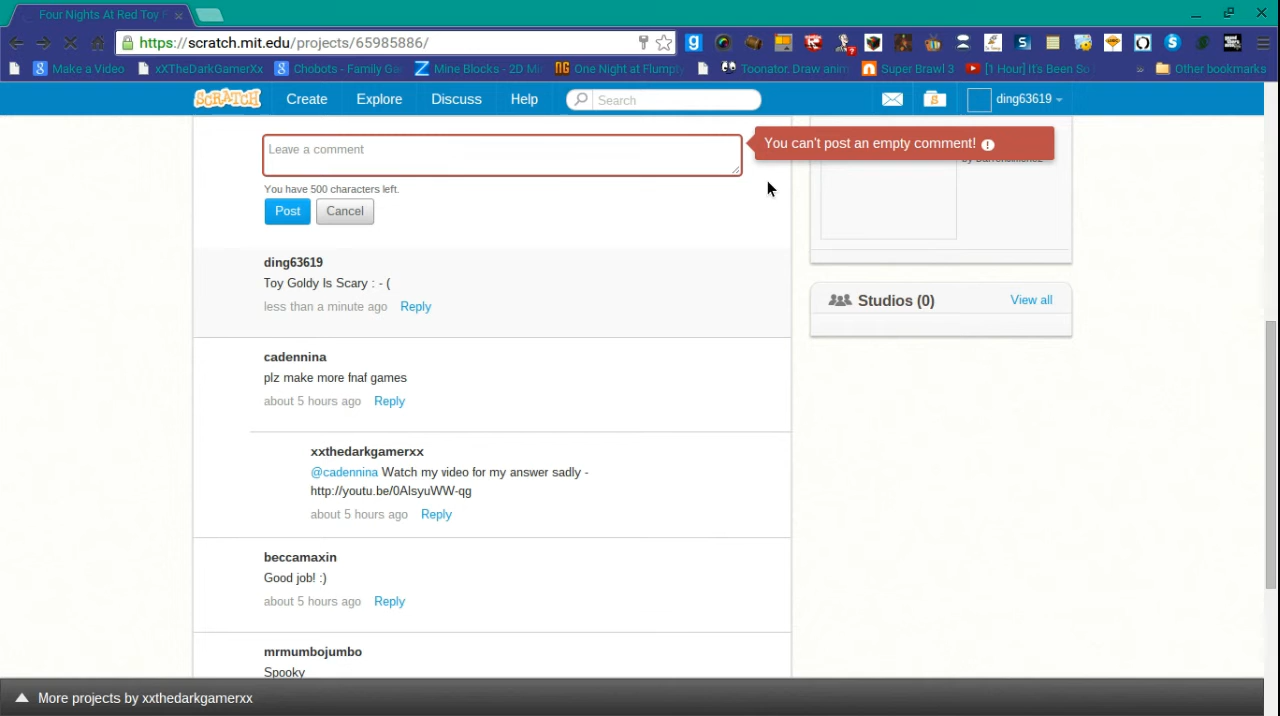 Four Nights At Red Toy F
https://scratch.mit.edu/projects/65985886/
Make a Video
xXTheDarkGamerXx
Chobots - Family Ga
Mine Blocks - 2D Mi
One Night at Flumpty
Toonator. Draw anim
Super Brawl 3
[1 Hour] It's Been So
»
Other bookmarks
SCRATCH
Create
Explore
Discuss
Help
Search
ding63619
Leave a comment
You can't post an empty comment!
You have 500 characters left.
Post
Cancel
ding63619
Toy Goldy Is Scary : - (
less than a minute ago Reply
Studios (0)
View all
cadennina
plz make more fnaf games
about 5 hours ago Reply
xxthedarkgamerxx
@cadennina Watch my video for my answer sadly -
http://youtu.be/0AlsyuWW-qg
about 5 hours ago Reply
beccamaxin
Good job! :)
about 5 hours ago Reply
mrmumbojumbo
Spooky
More projects by xxthedarkgamerxx